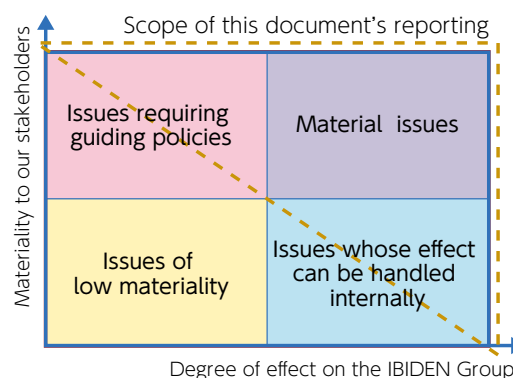 Scope of this document's reporting
Materiality to our stakeholders
Issues requiring
guiding policies
Material issues
Issues of
low materiality
Issues whose effect
can be handled
internally
Degree of effect on the IBIDEN Group